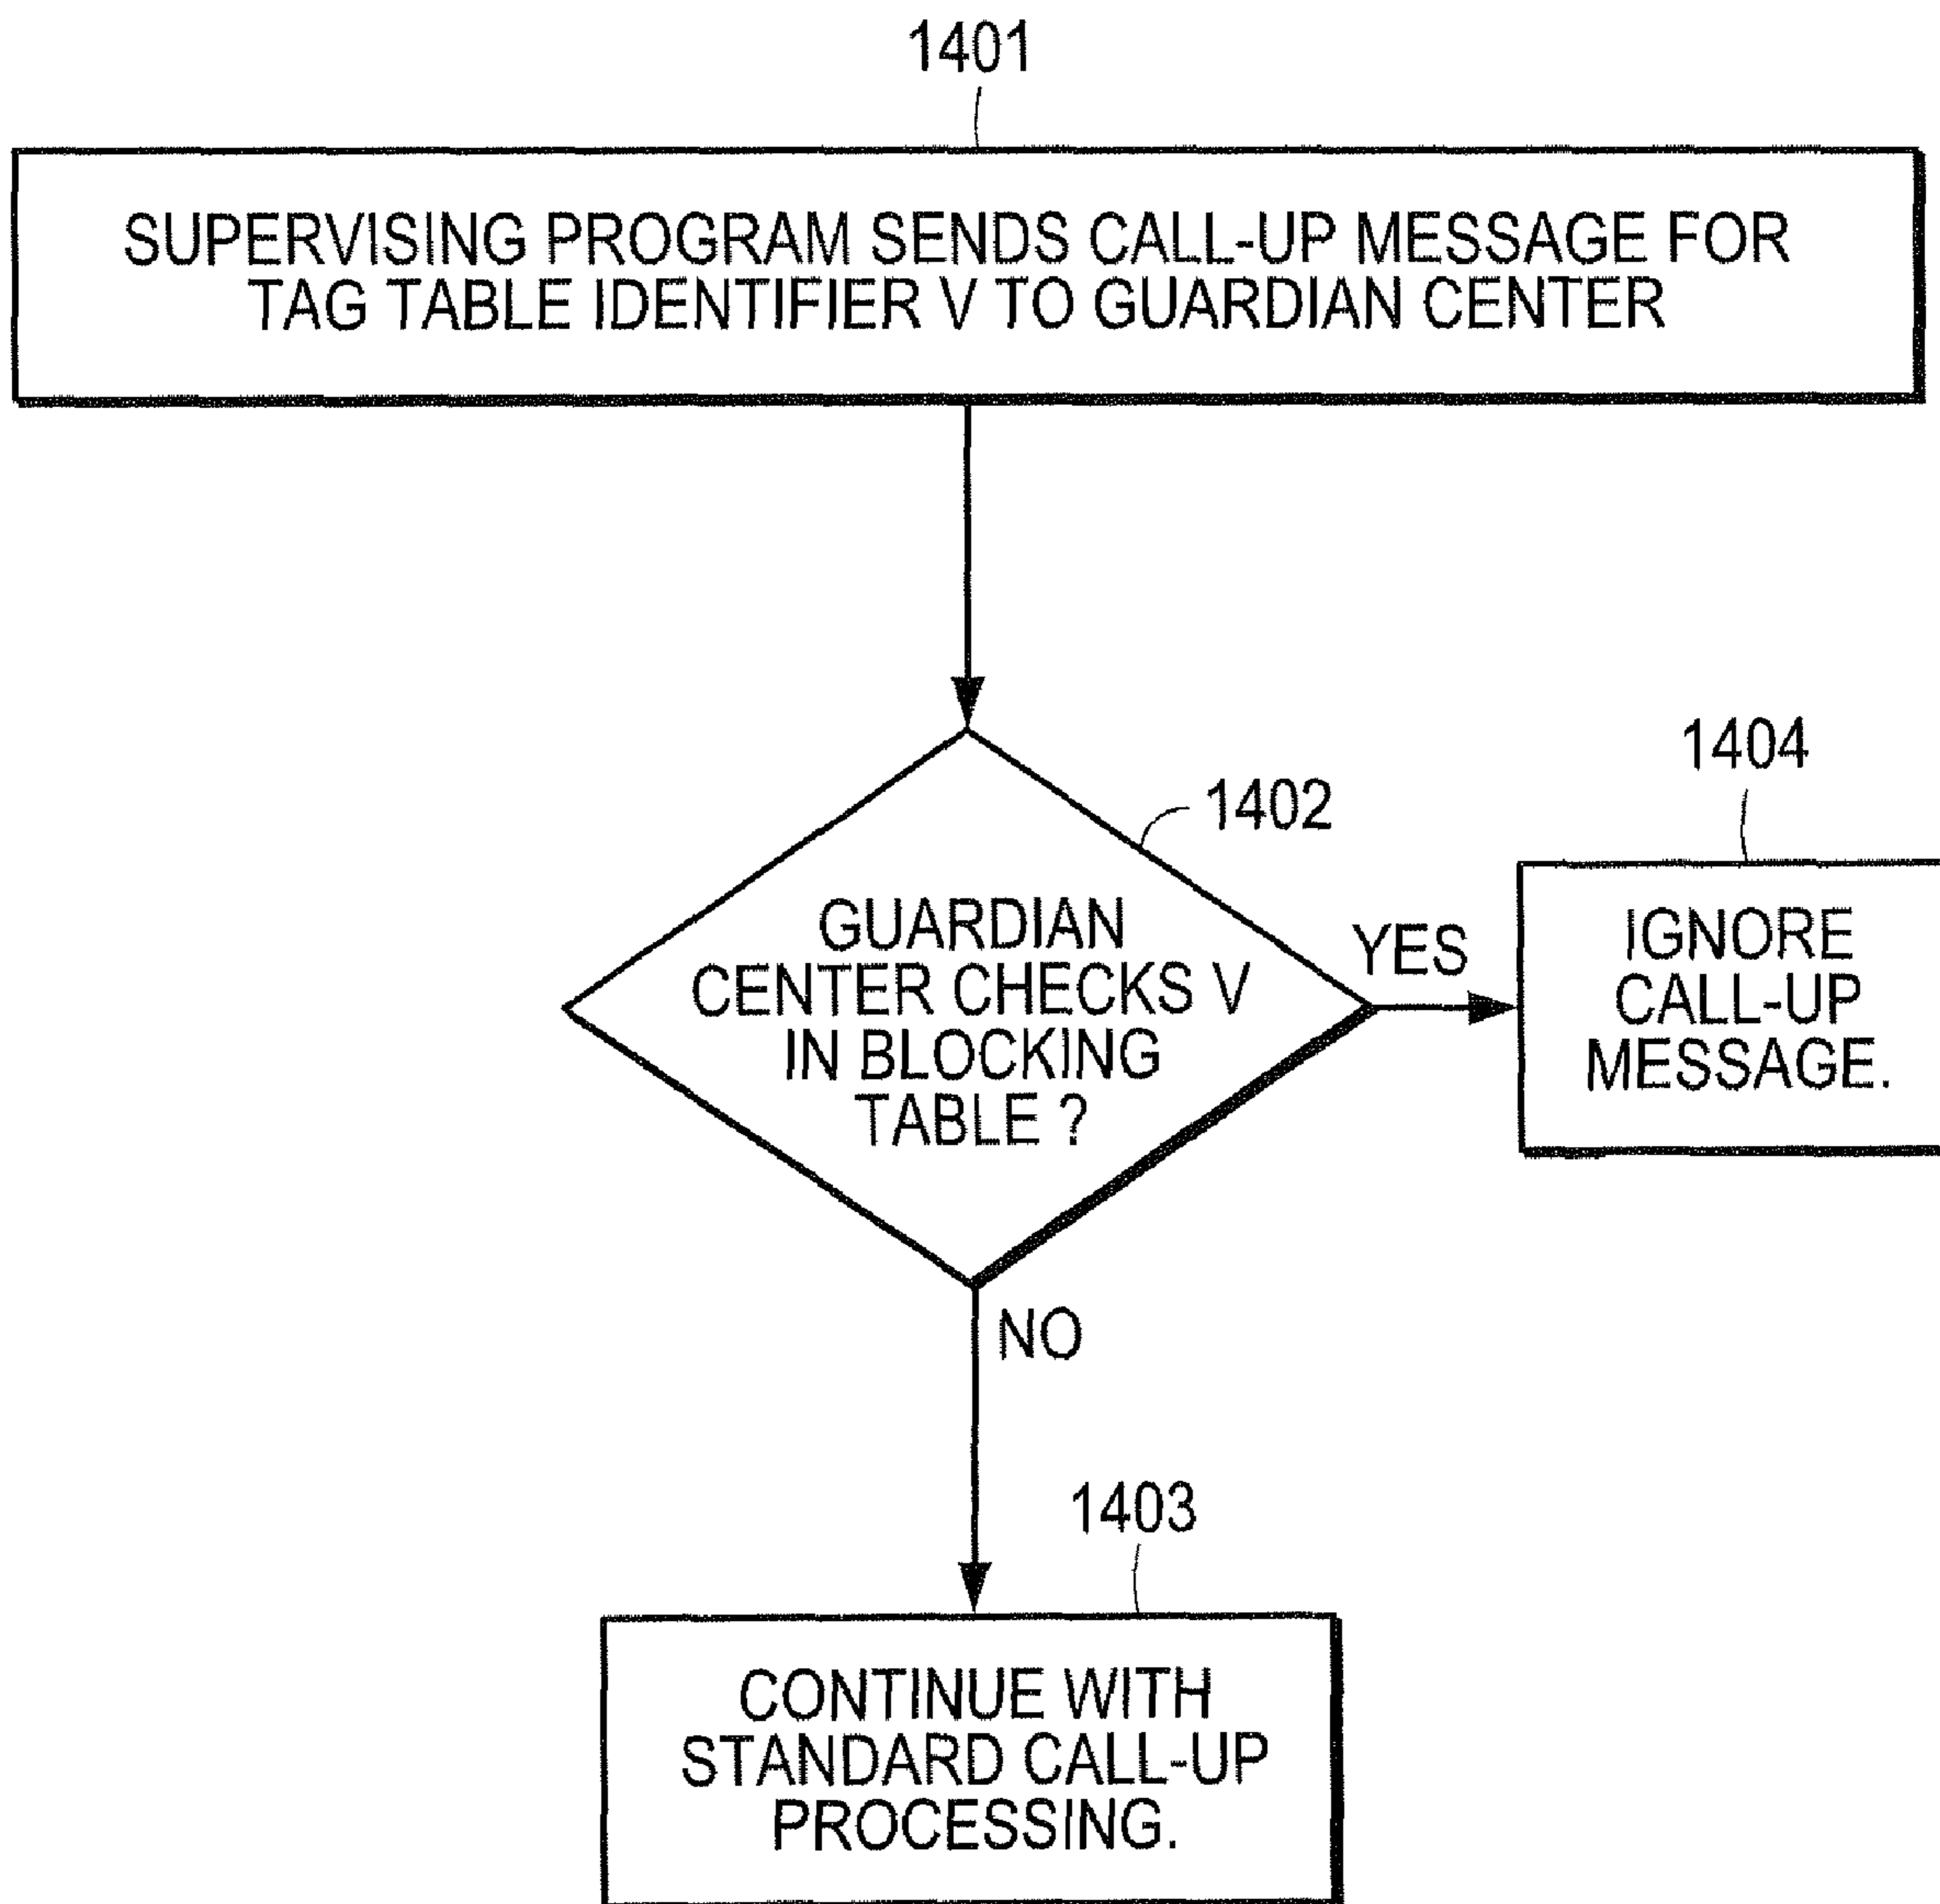 1401
SUPERVISING PROGRAM SENDS CALL-UP MESSAGE FOR
TAG TABLE IDENTIFIER V TO GUARDIAN CENTER
1402
GUARDIAN
CENTER CHECKS V
IN BLOCKING
TABLE ?
YES
1404
IGNORE
CALL-UP
MESSAGE.
NO
1403
CONTINUE WITH
STANDARD CALL-UP
PROCESSING.